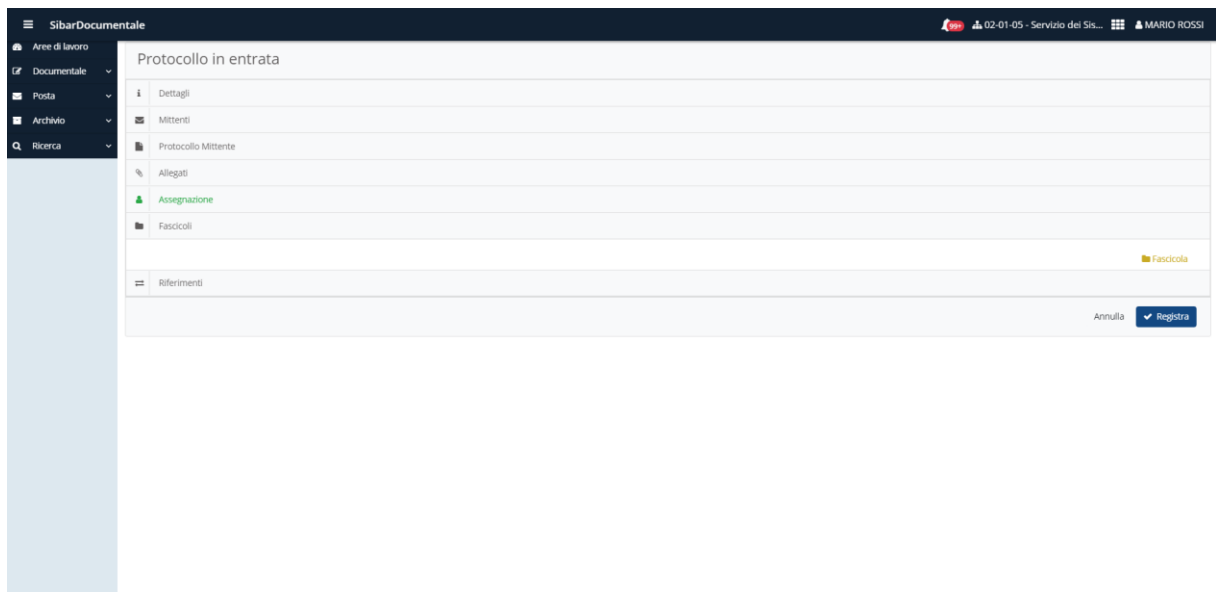 SibarDocumentale
99+ 02-01-05 - Servizio dei Sis... MARIO ROSSI
Aree di lavoro
Documentale
Posta
Archivio
Ricerca
Protocollo in entrata
Dettagli
Mittenti
Protocollo Mittente
Allegati
Assegnazione
Fascicoli
Fascicola
Riferimenti
Annulla Registra